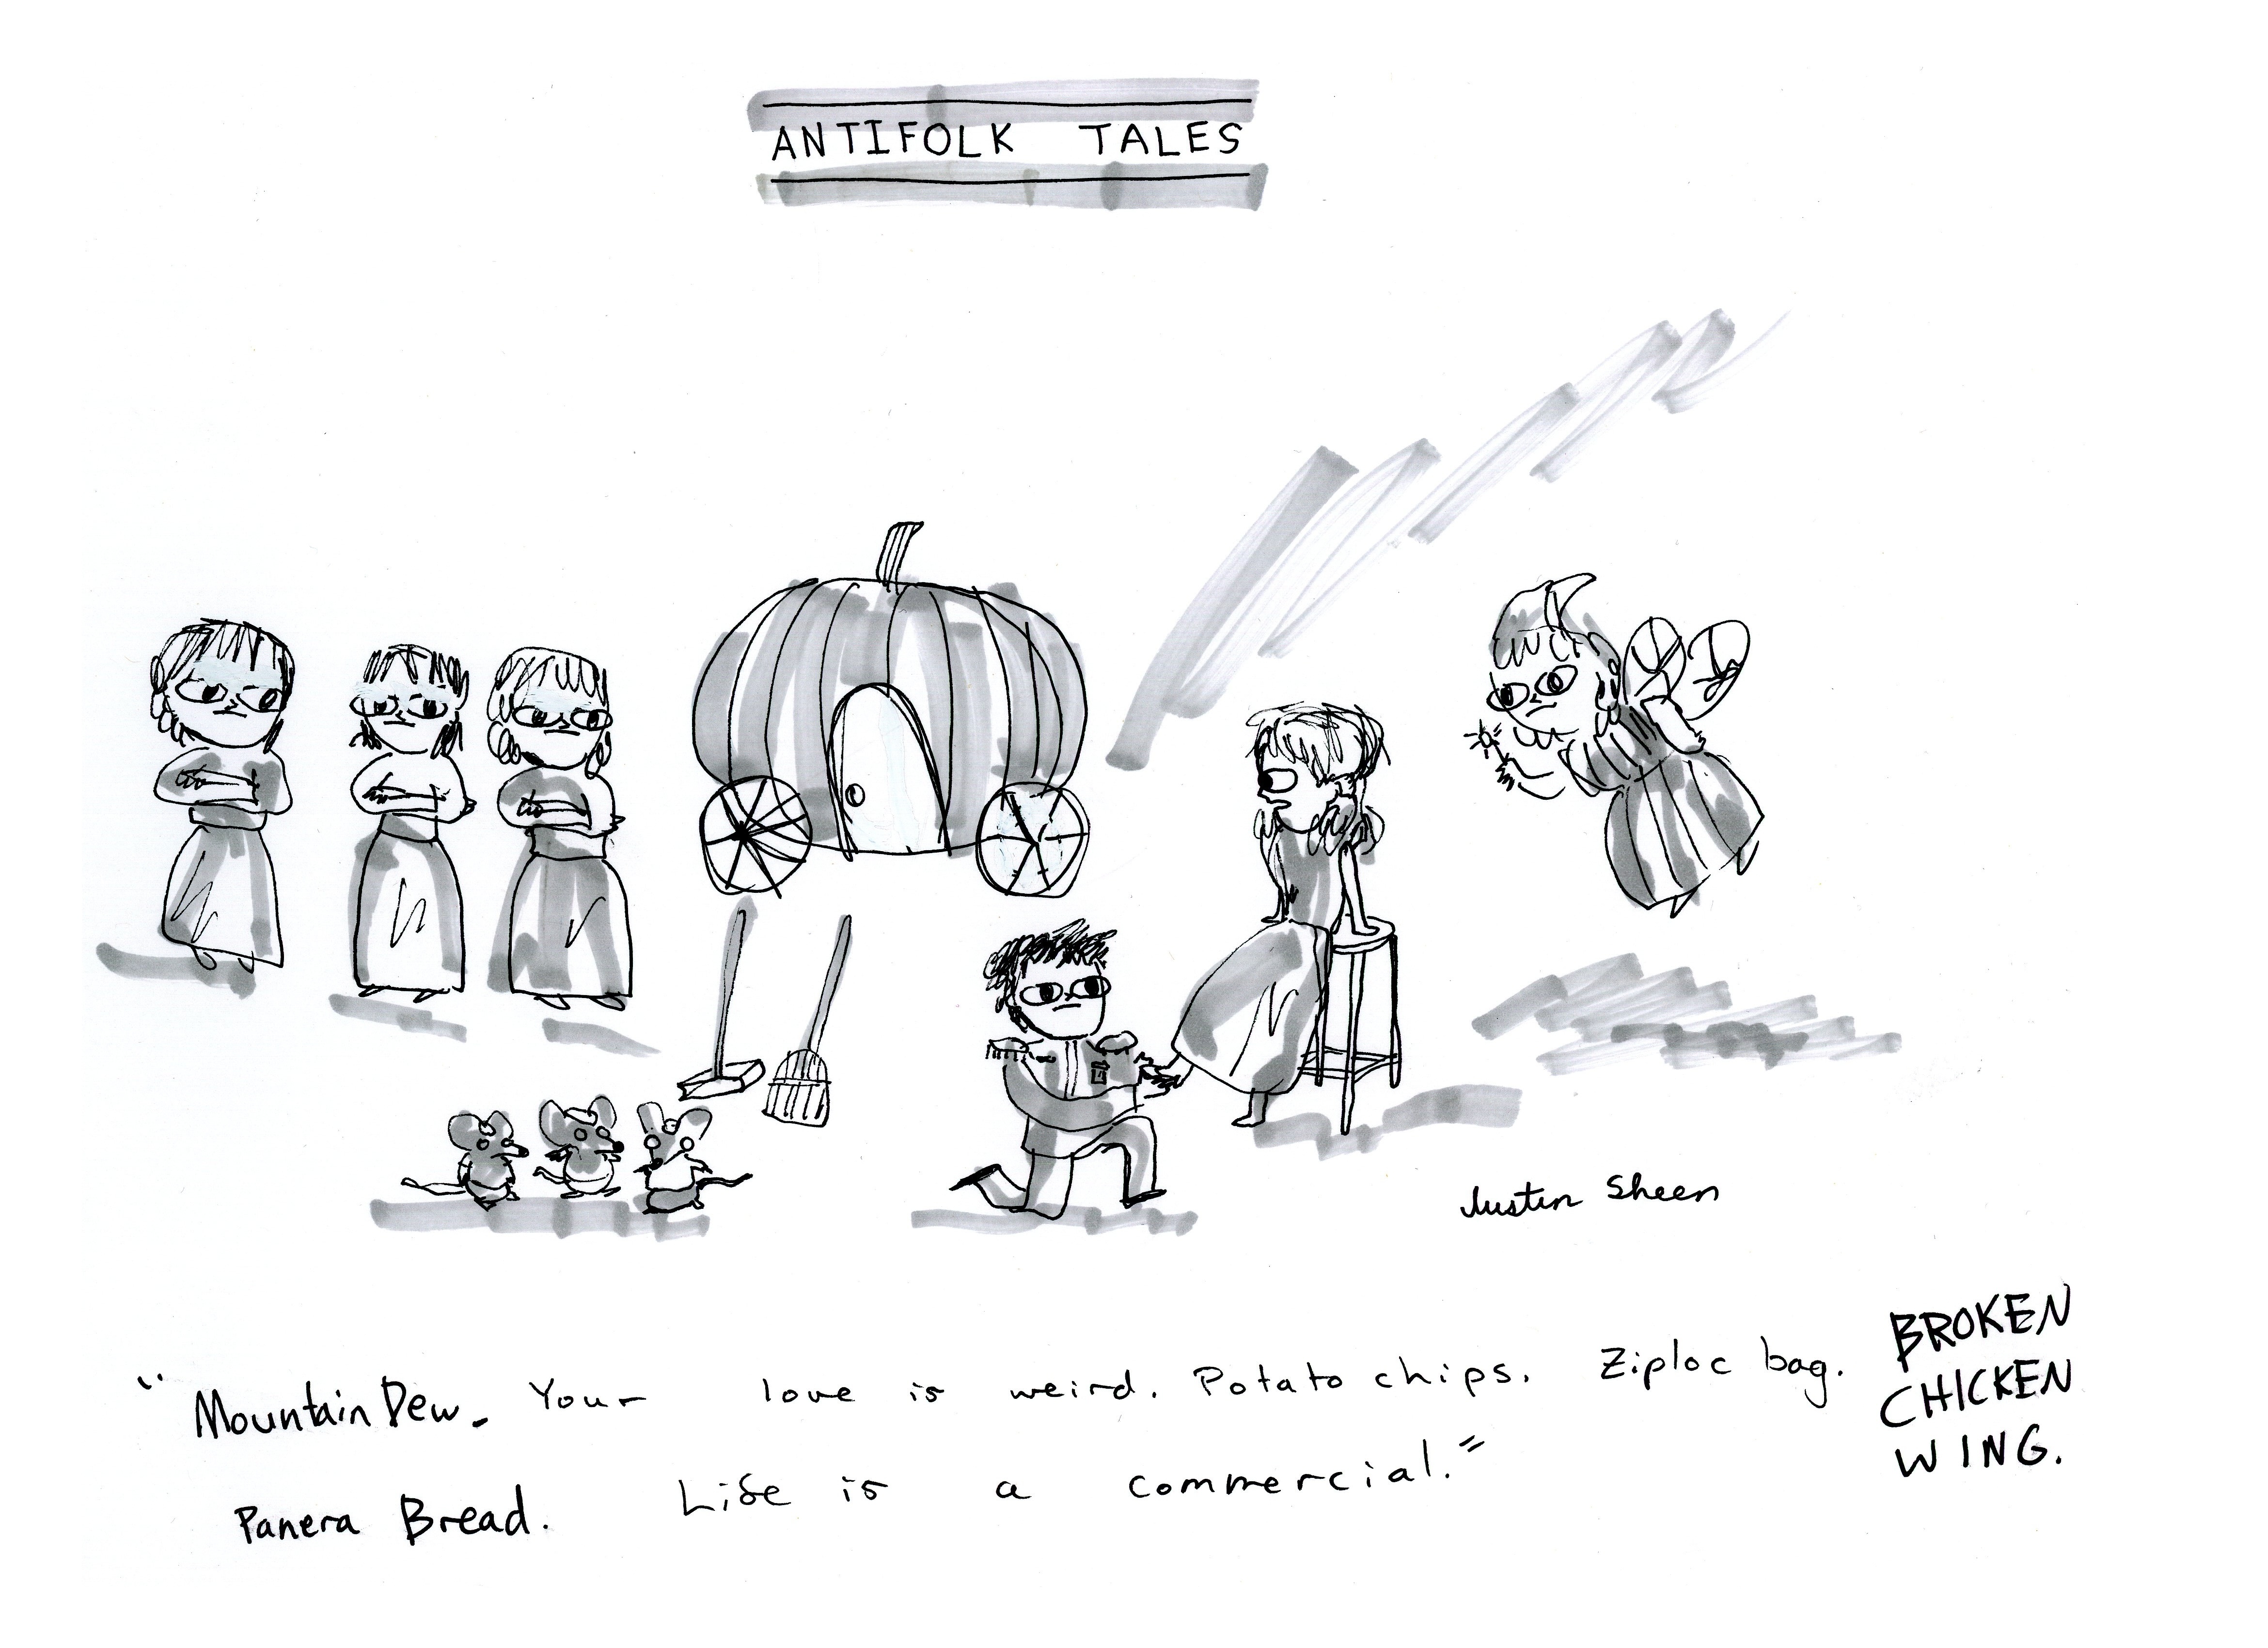 ANTIFOLK TALES
Justin Sheen
"Mountain Dew. Your love is weird. Potato chips. Ziploc bag. BROKEN
CHICKEN
WING.
Panera Bread. Life is a commercial."